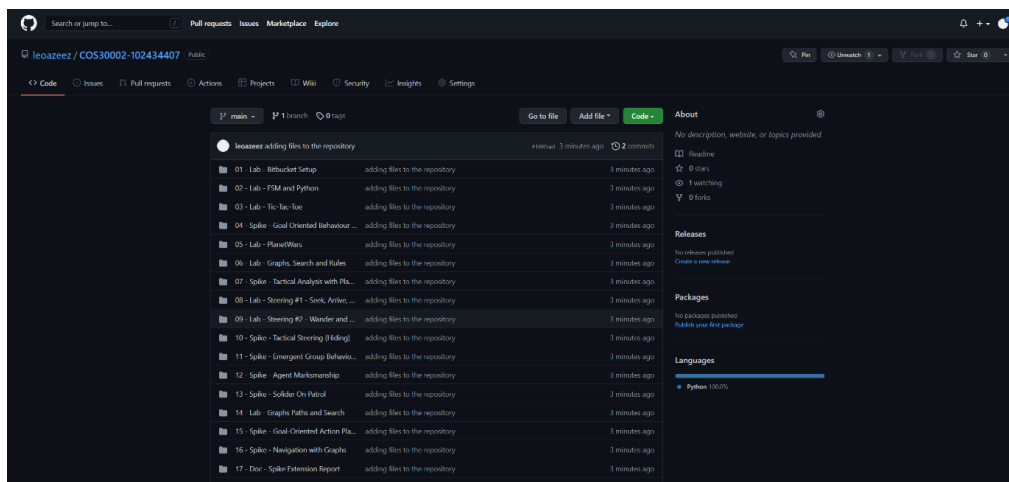 Search or jump to... / Pull requests Issues Marketplace Explore
leoazeez / COS30002-102434407 Public
Pin Unwatch 1 Fork Star 0
Code Issues Pull requests Actions Projects Wiki Security Insights Settings
main 1 branch 0 tags Go to file Add file Code
leoazeez adding files to the repository 3 minutes ago 2 commits
01 - Lab - Bitbucket Setup adding files to the repository 3 minutes ago
02 - Lab - FSM and Python adding files to the repository 3 minutes ago
03 - Lab - Tic-Tac-Toe adding files to the repository 3 minutes ago
04 - Spike - Goal Oriented Behaviour ... adding files to the repository 3 minutes ago
05 - Lab - PlanetWars adding files to the repository 3 minutes ago
06 - Lab - Graphs, Search and Rules adding files to the repository 3 minutes ago
07 - Spike - Tactical Analysis with Pla... adding files to the repository 3 minutes ago
08 - Lab - Steering #1 - Seek, Arrive, ... adding files to the repository 3 minutes ago
09 - Lab - Steering #2 - Wander and ... adding files to the repository 3 minutes ago
10 - Spike - Tactical Steering (Hiding) adding files to the repository 3 minutes ago
11 - Spike - Emergent Group Behavio... adding files to the repository 3 minutes ago
12 - Spike - Agent Marksmanship adding files to the repository 3 minutes ago
13 - Spike - Solider On Patrol adding files to the repository 3 minutes ago
14 - Lab - Graphs Paths and Search adding files to the repository 3 minutes ago
15 - Spike - Goal-Oriented Action Pla... adding files to the repository 3 minutes ago
16 - Spike - Navigation with Graphs adding files to the repository 3 minutes ago
17 - Doc - Spike Extension Report adding files to the repository 3 minutes ago
About
No description, website, or topics provided.
Readme
0 stars
1 watching
0 forks
Releases
No releases published
Create a new release
Packages
No packages published
Publish your first package
Languages
Python 100.0%